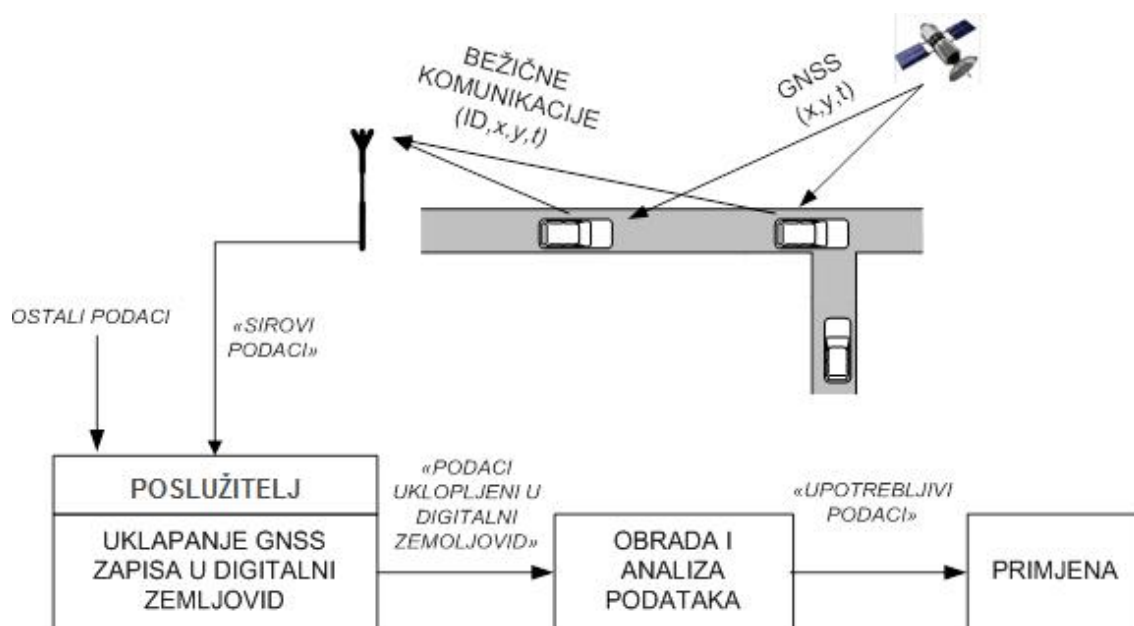 BEŽIČNE
KOMUNIKACIJE
(ID,x,y,t)
GNSS
(x,y,t)
OSTALI PODACI
«SIROVI
PODACI»
POSLUŽITELJ
UKLAPANJE GNSS
ZAPISA U DIGITALNI
ZEMLJOVID
«PODACI
UKLOPLJENI U
DIGITALNI
ZEMOLJOVID»
OBRADA I
ANALIZA
PODATAKA
«UPOTREBLJIVI
PODACI»
PRIMJENA